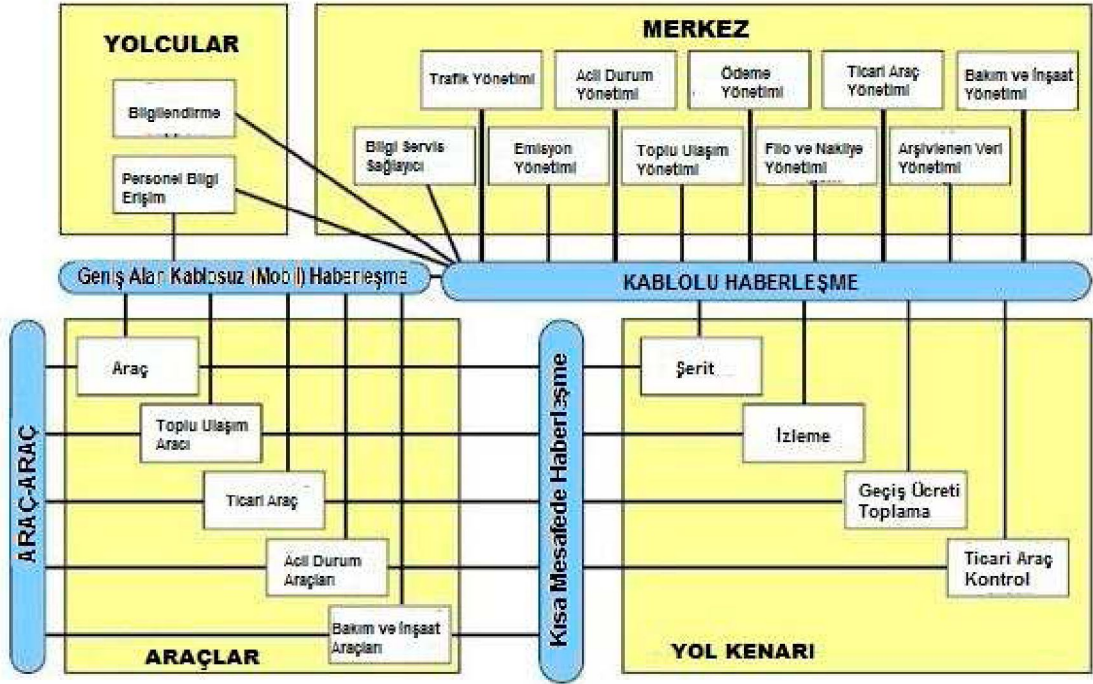 YOLCULAR
Bilgilendirme
Personel Bilgi
Erişim
MERKEZ
Trafik Yönetimi
Acil Durum
Yönetimi
Ödeme
Yönetimi
Ticari Araç
Yönetimi
Bakım ve İnşaat
Yönetimi
Bilgi Servis
Sağlayıcı
Emisyon
Yönetimi
Toplu Ulaşım
Yönetimi
Filo ve Nakliye
Yönetimi
Arşivlenen Veri
Yönetimi
Geniş Alan Kablosuz (Mobil) Haberleşme
KABLOLU HABERLEŞME
ARAÇ-ARAÇ
Araç
Toplu Ulaşım
Aracı
Ticari Araç
Acil Durum
Araçları
Bakım ve İnşaat
Araçları
ARAÇLAR
Kısa Mesafede Haberleşme
Şerit
İzleme
Geçiş Ücreti
Toplama
Ticari Araç
Kontrol
YOL KENARI